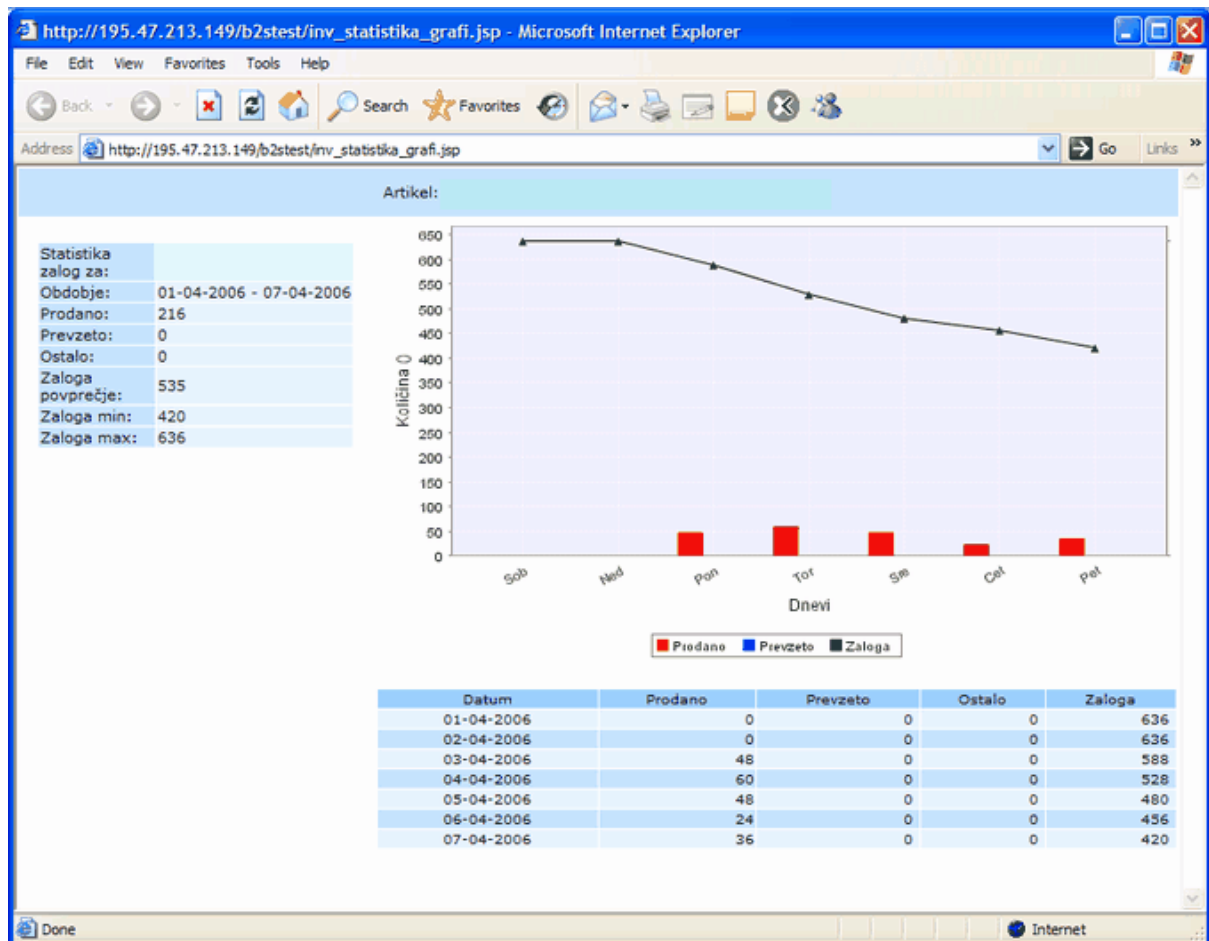 http://195.47.213.149/b2stest/inv_statistika_grafi.jsp - Microsoft Internet Explorer
File Edit View Favorites Tools Help
Back Search Favorites
Address http://195.47.213.149/b2stest/inv_statistika_grafi.jsp Go Links »
Artikel:
Statistika
zalog za:
Obdobje: 01-04-2006 - 07-04-2006
Prodano: 216
Prevzeto: 0
Ostalo: 0
Zaloga
povprečje: 535
Zaloga min: 420
Zaloga max: 636
650
600
550
500
450
400
350
300
250
200
150
100
50
0
Količina ()
Sob Ned Pon Tor Sre Cet Pet
Dnevi
Prodano Prevzeto Zaloga
Datum Prodano Prevzeto Ostalo Zaloga
01-04-2006 0 0 0 636
02-04-2006 0 0 0 636
03-04-2006 48 0 0 588
04-04-2006 60 0 0 528
05-04-2006 48 0 0 480
06-04-2006 24 0 0 456
07-04-2006 36 0 0 420
Done Internet